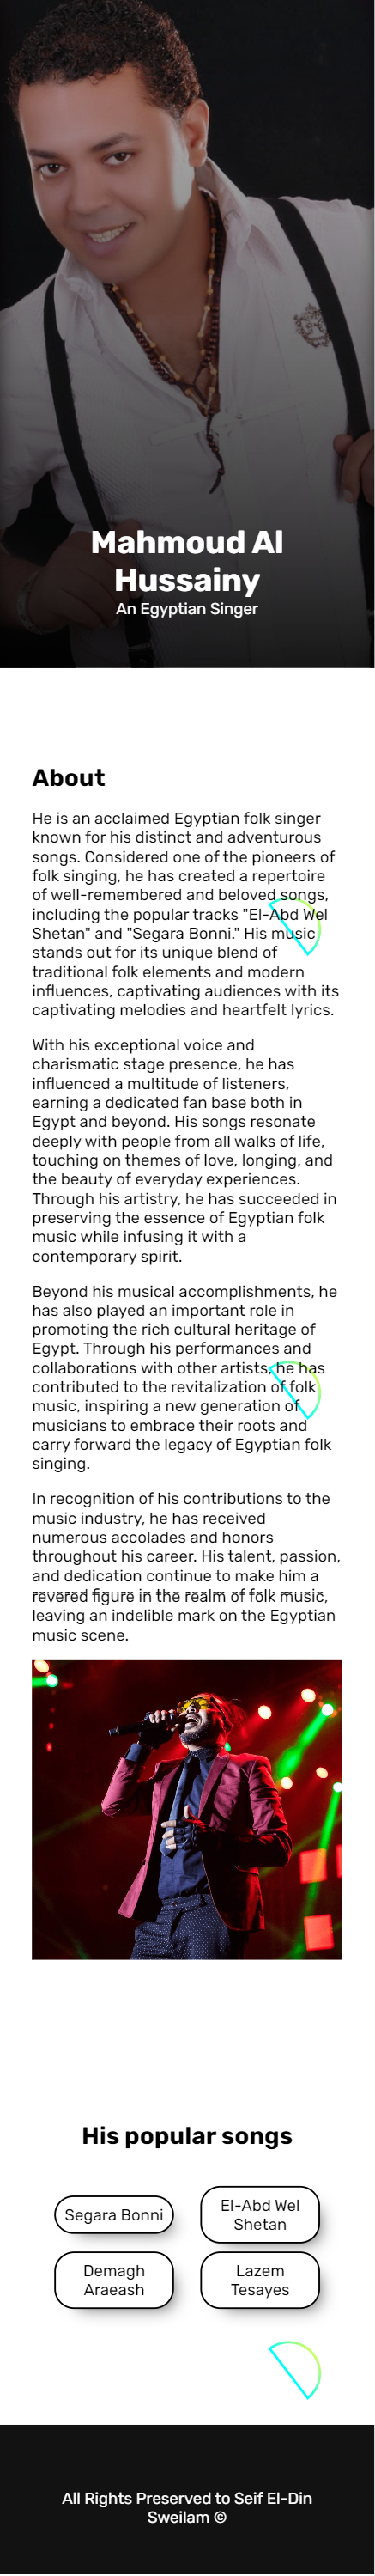 Mahmoud Al
Hussainy
An Egyptian Singer
About
He is an acclaimed Egyptian folk singer
known for his distinct and adventurous
songs. Considered one of the pioneers of
folk singing, he has created a repertoire
of well-remembered and beloved songs,
including the popular tracks "El-Abd Wel
Shetan" and "Segara Bonni." His music
stands out for its unique blend of
traditional folk elements and modern
influences, captivating audiences with its
captivating melodies and heartfelt lyrics.
With his exceptional voice and
charismatic stage presence, he has
influenced a multitude of listeners,
earning a dedicated fan base both in
Egypt and beyond. His songs resonate
deeply with people from all walks of life,
touching on themes of love, longing, and
the beauty of everyday experiences.
Through his artistry, he has succeeded in
preserving the essence of Egyptian folk
music while infusing it with a
contemporary spirit.
Beyond his musical accomplishments, he
has also played an important role in
promoting the rich cultural heritage of
Egypt. Through his performances and
collaborations with other artists, he has
contributed to the revitalization of folk
music, inspiring a new generation of
musicians to embrace their roots and
carry forward the legacy of Egyptian folk
singing.
In recognition of his contributions to the
music industry, he has received
numerous accolades and honors
throughout his career. His talent, passion,
and dedication continue to make him a
revered figure in the realm of folk music,
leaving an indelible mark on the Egyptian
music scene.
His popular songs
Segara Bonni
El-Abd Wel
Shetan
Demagh
Araeash
Lazem
Tesayes
All Rights Preserved to Seif El-Din
Sweilam ©